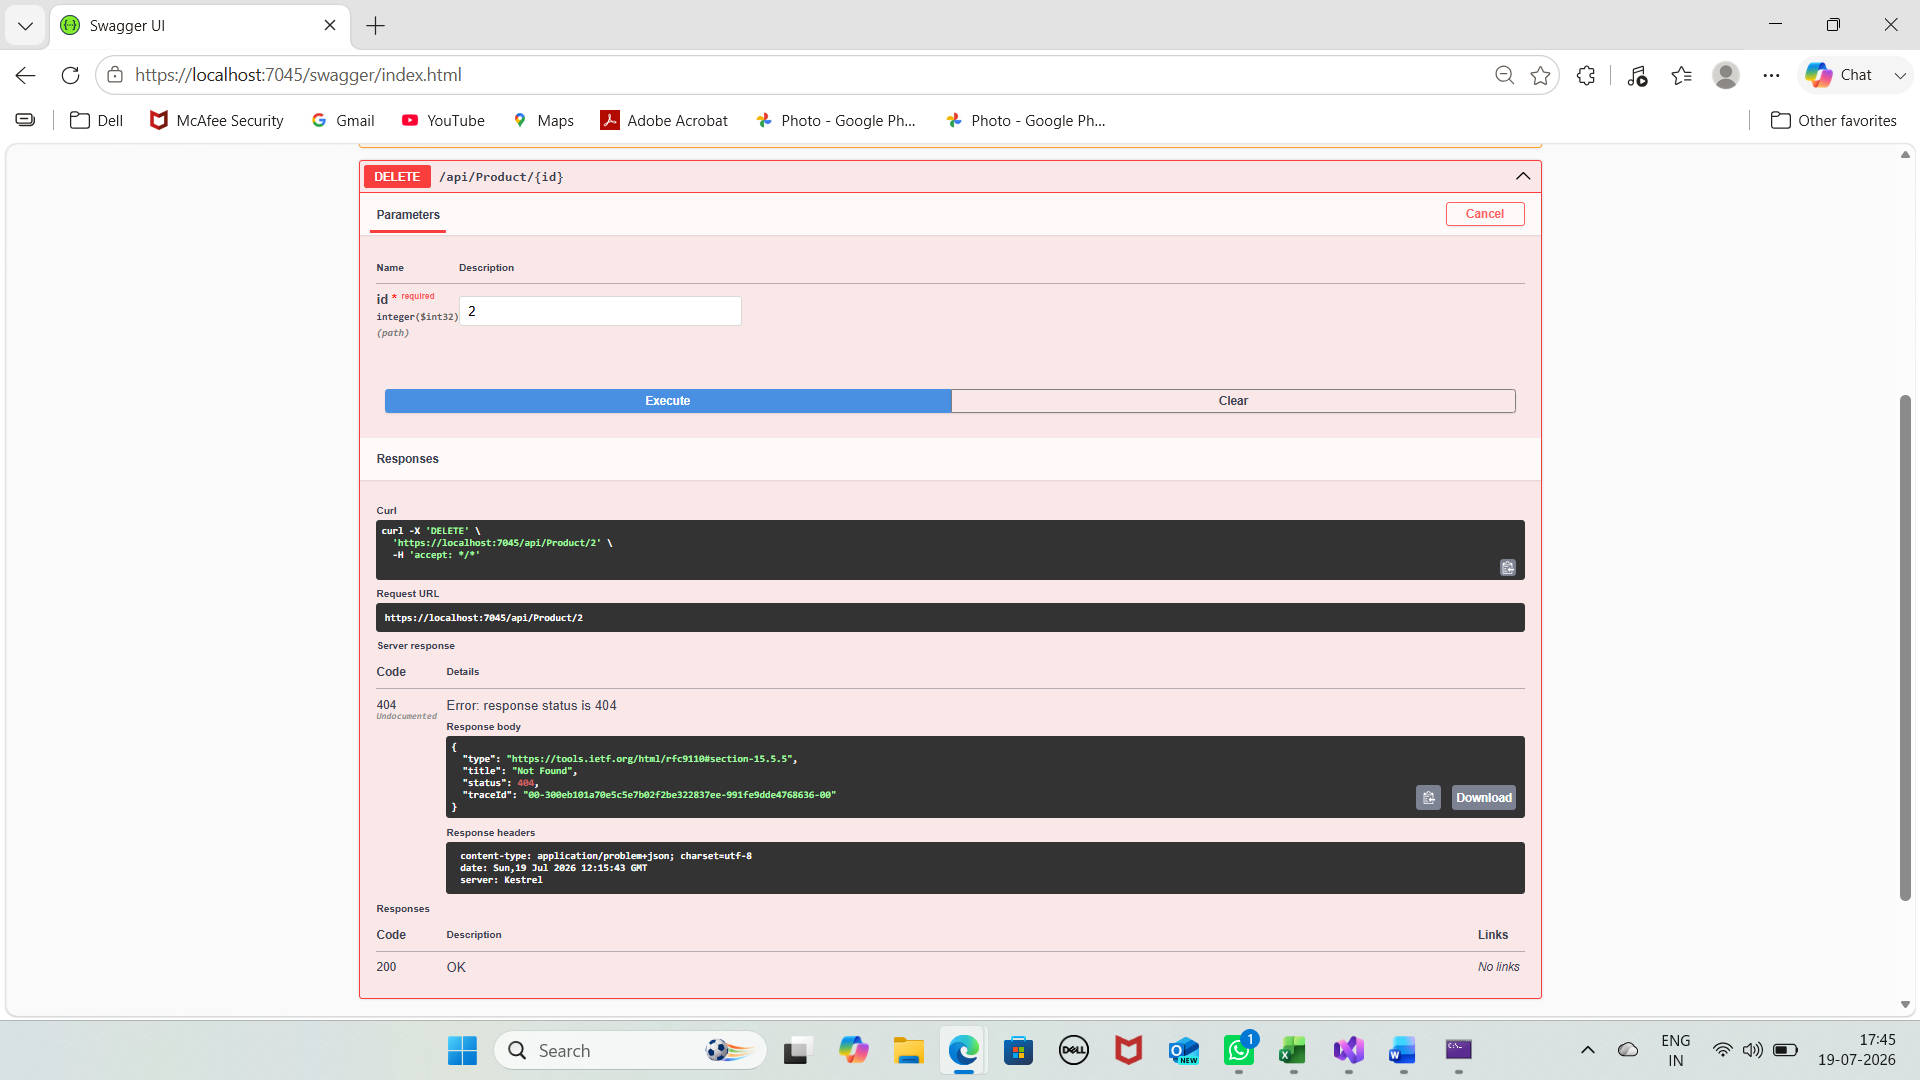 Swagger UI
https://localhost:7045/swagger/index.html
Chat
Dell
McAfee Security
Gmail
YouTube
Maps
Adobe Acrobat
Photo - Google Ph...
Photo - Google Ph...
Other favorites
DELETE /api/Product/{id}
Parameters
Cancel
Name Description
id * required
integer($int32)
(path)
2
Execute
Clear
Responses
Curl
curl -X 'DELETE' \
'https://localhost:7045/api/Product/2' \
-H 'accept: */*'
Request URL
https://localhost:7045/api/Product/2
Server response
Code Details
404
Undocumented
Error: response status is 404
Response body
{
"type": "https://tools.ietf.org/html/rfc9110#section-15.5.5",
"title": "Not Found",
"status": 404,
"traceId": "00-300eb101a70e5c5e7b02f2be322837ee-991fe9dde4768636-00"
}
Download
Response headers
content-type: application/problem+json; charset=utf-8
date: Sun,19 Jul 2026 12:15:43 GMT
server: Kestrel
Responses
Code Description Links
200 OK No links
Search
DELL
NEW
1
ENG
IN
17:45
19-07-2026